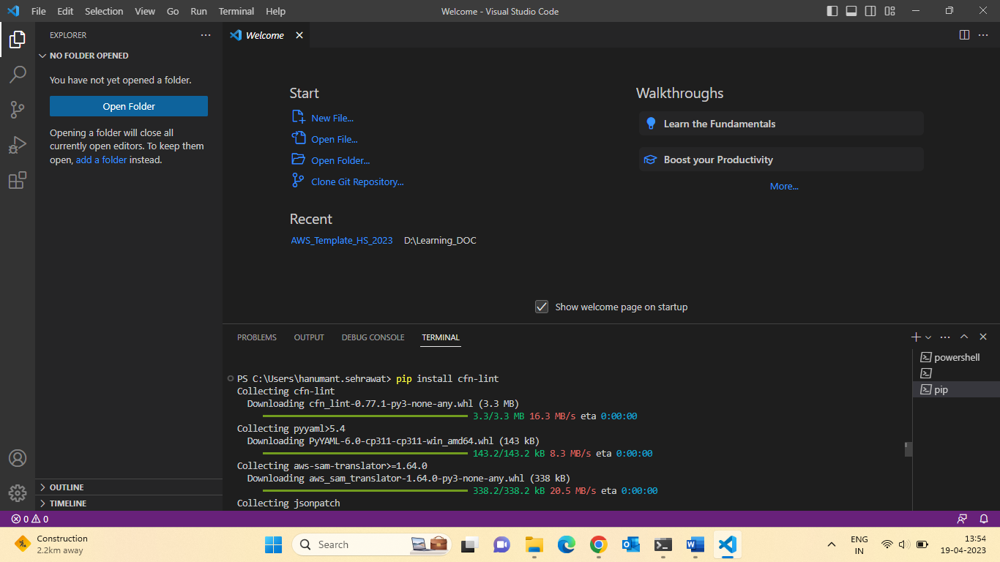 File Edit Selection View Go Run Terminal Help
Welcome - Visual Studio Code
EXPLORER
NO FOLDER OPENED
You have not yet opened a folder.
Open Folder
Opening a folder will close all
currently open editors. To keep them
open, add a folder instead.
OUTLINE
TIMELINE
Welcome
Start
New File...
Open File...
Open Folder...
Clone Git Repository...
Recent
AWS_Template_HS_2023 D:\Learning_DOC
Walkthroughs
Learn the Fundamentals
Boost your Productivity
More...
Show welcome page on startup
PROBLEMS OUTPUT DEBUG CONSOLE TERMINAL
PS C:\Users\hanumant.sehrawat> pip install cfn-lint
Collecting cfn-lint
Downloading cfn_lint-0.77.1-py3-none-any.whl (3.3 MB)
3.3/3.3 MB 16.3 MB/s eta 0:00:00
Collecting pyyaml>5.4
Downloading PyYAML-6.0-cp311-cp311-win_amd64.whl (143 kB)
143.2/143.2 kB 8.3 MB/s eta 0:00:00
Collecting aws-sam-translator>=1.64.0
Downloading aws_sam_translator-1.64.0-py3-none-any.whl (338 kB)
338.2/338.2 kB 20.5 MB/s eta 0:00:00
Collecting jsonpatch
powershell
pip
0 0
Construction
2.2km away
Search
ENG
IN
13:54
19-04-2023